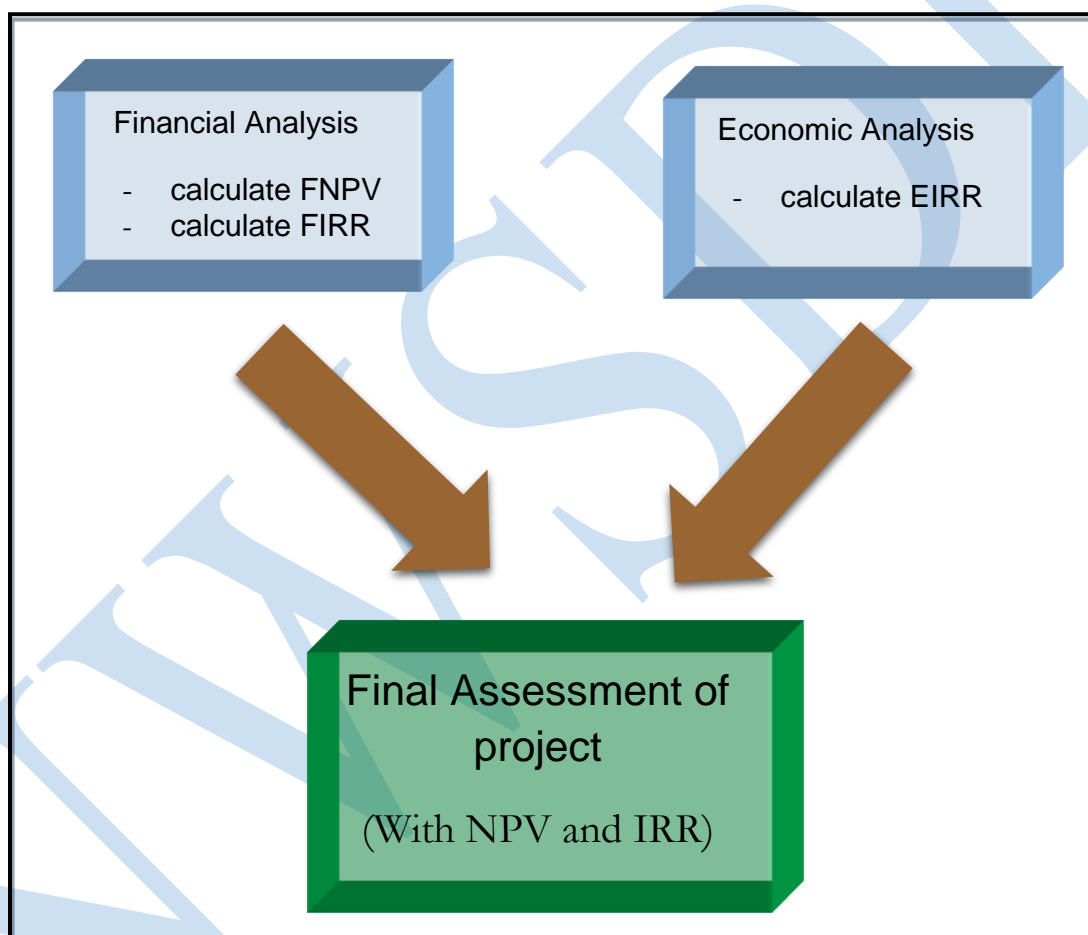 Financial Analysis
- calculate FNPV
- calculate FIRR
Economic Analysis
- calculate EIRR
Final Assessment of
project
(With NPV and IRR)